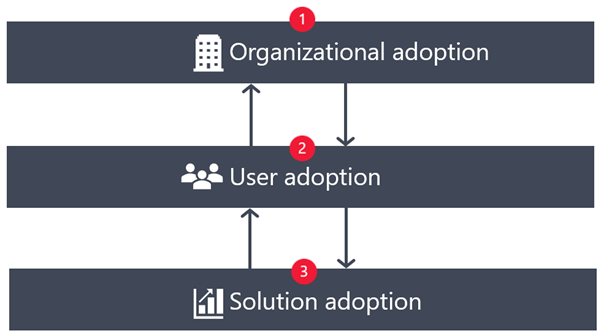 1
Organizational adoption
2
User adoption
3
Solution adoption